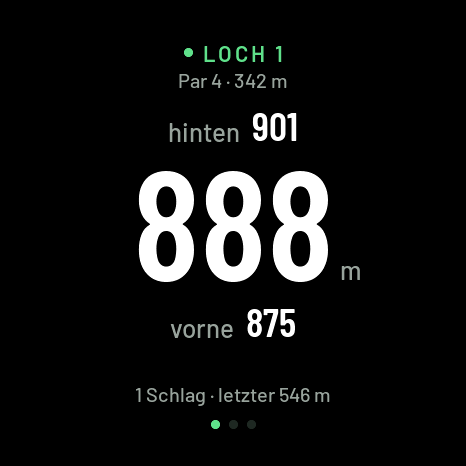 LOCH 1
Par 4 · 342 m
hinten 901
888 m
vorne 875
1 Schlag · letzter 546 m